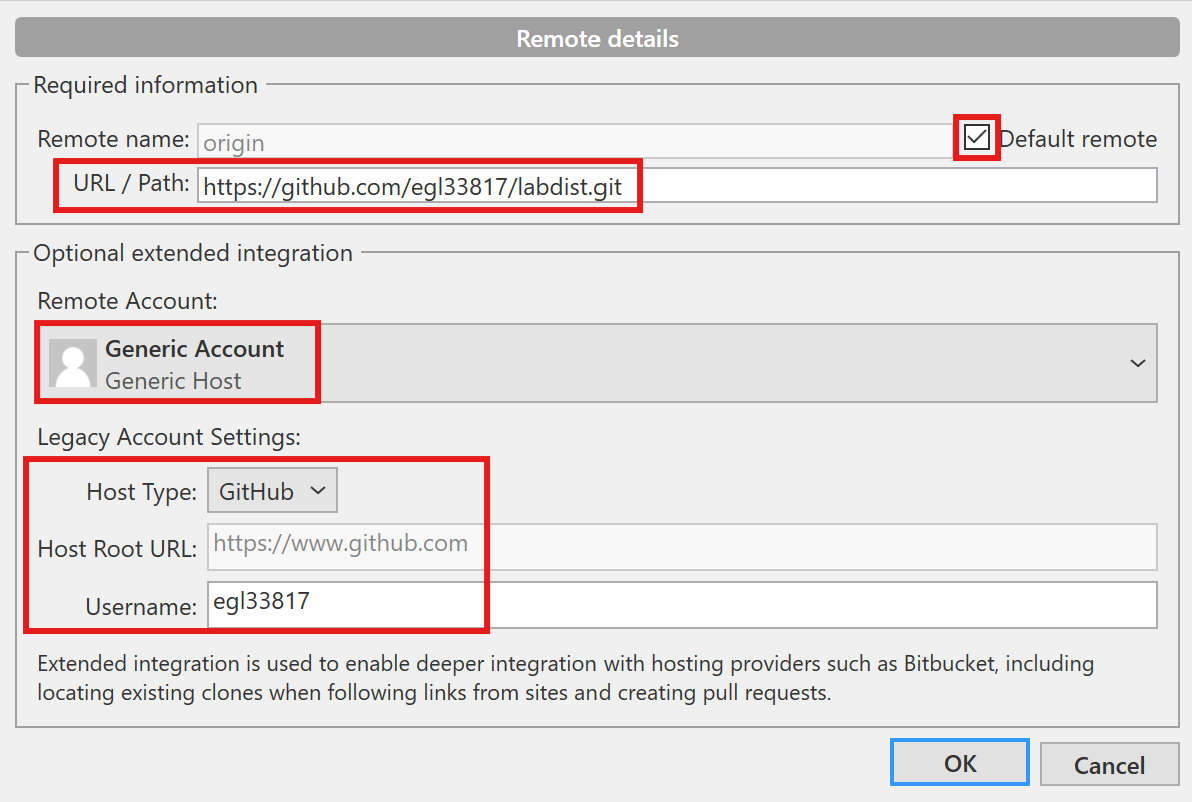 Remote details
Required information
Remote name: origin Default remote
URL / Path: https://github.com/egl33817/labdist.git
Optional extended integration
Remote Account:
Generic Account
Generic Host
Legacy Account Settings:
Host Type: GitHub
Host Root URL: https://www.github.com
Username: egl33817
Extended integration is used to enable deeper integration with hosting providers such as Bitbucket, including
locating existing clones when following links from sites and creating pull requests.
OK Cancel